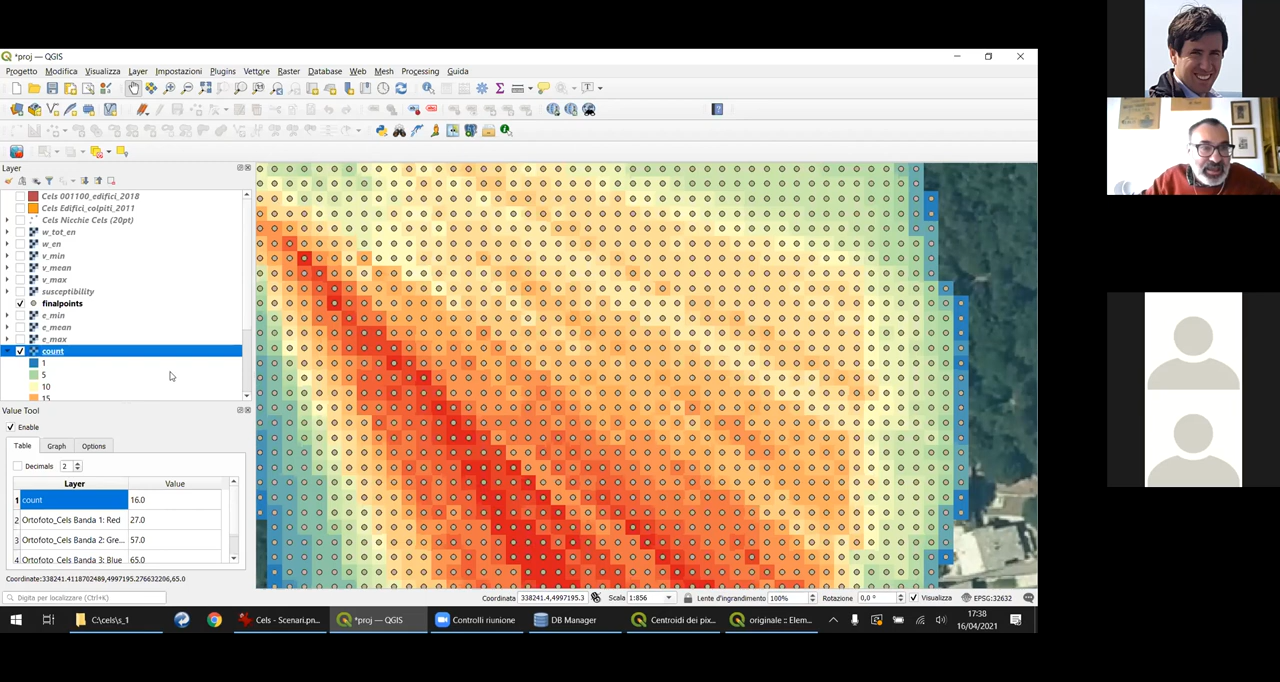 *proj — QGIS
Progetto Modifica Visualizza Layer Impostazioni Plugins Vettore Raster Database Web Mesh Processing Guida
Layer
Cels 001100_edifici_2018
Cels Edifici_colpiti_2011
Cels Nicchie Cels (20pt)
w_tot_en
w_en
v_min
v_mean
v_max
susceptibility
finalpoints
e_min
e_mean
e_max
count
1
5
10
15
Value Tool
Enable
Table Graph Options
Decimals 2
Layer Value
1 count 16.0
2 Ortofoto_Cels Banda 1: Red 27.0
3 Ortofoto_Cels Banda 2: Gre... 57.0
4 Ortofoto_Cels Banda 3: Blue 65.0
Coordinate:338241.4118702489,4997195.276632426,65.0
Digita per localizzare (Ctrl+K) Coordinata 338241.4,4997195.3 Scala 1:856 Lente d'ingrandimento 100% Rotazione 0,0 ° Visualizza EPSG:32632
C:\cels\s_1 Cels - Scenari.pn... *proj — QGIS Controlli riunione DB Manager Centroidi dei pix... originale :: Elem... 17:38
16/04/2021